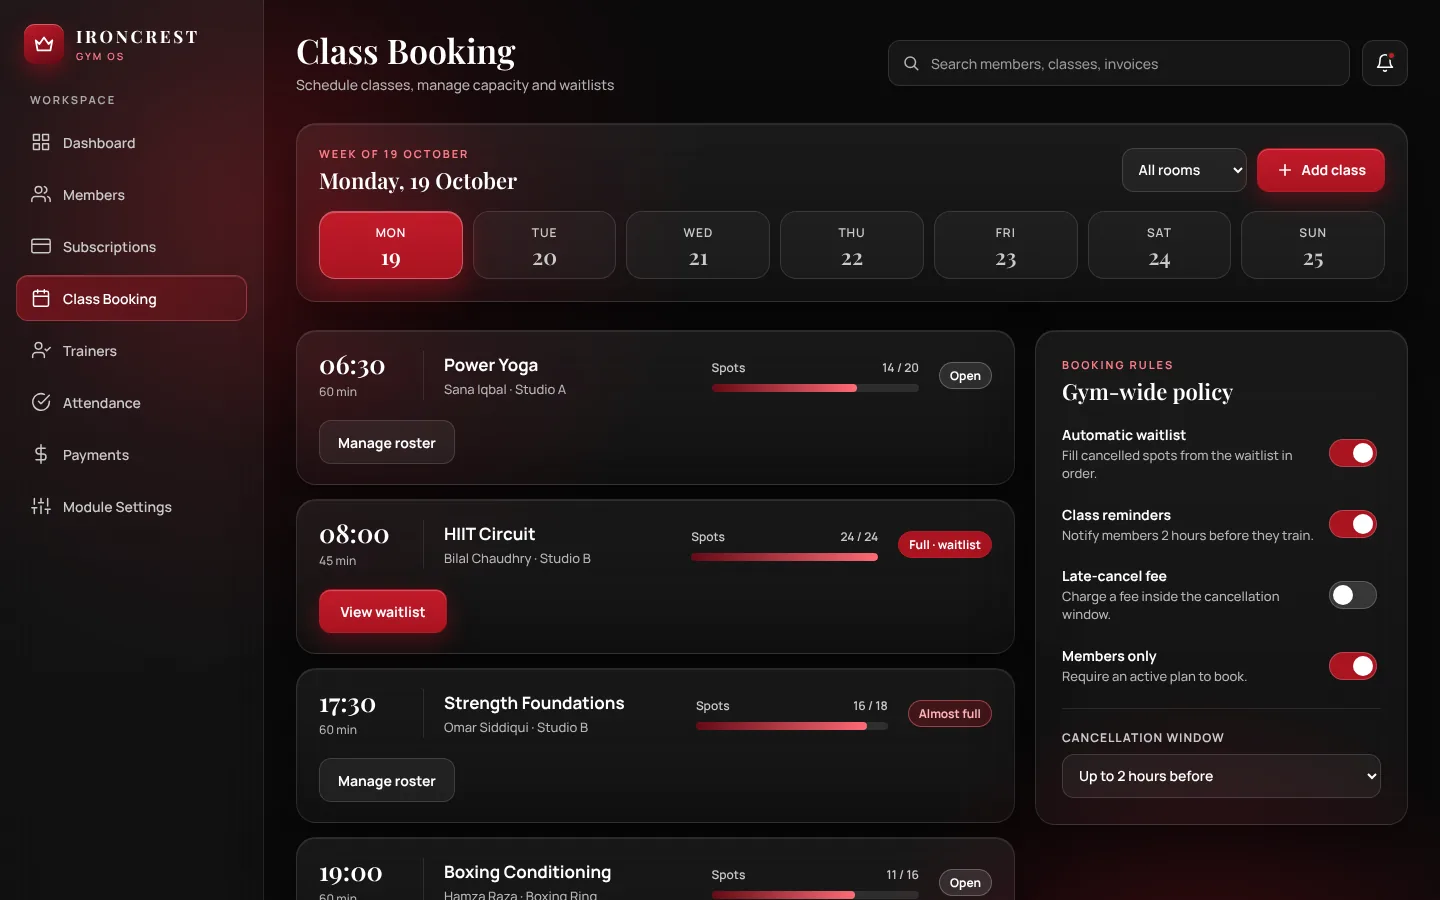 IRONCREST
GYM OS
WORKSPACE
Dashboard
Members
Subscriptions
Class Booking
Trainers
Attendance
Payments
Module Settings
Class Booking
Schedule classes, manage capacity and waitlists
Search members, classes, invoices
WEEK OF 19 OCTOBER
Monday, 19 October
All rooms
Add class
MON
19
TUE
20
WED
21
THU
22
FRI
23
SAT
24
SUN
25
06:30
60 min
Power Yoga
Sana Iqbal · Studio A
Spots 14 / 20
Open
Manage roster
08:00
45 min
HIIT Circuit
Bilal Chaudhry · Studio B
Spots 24 / 24
Full · waitlist
View waitlist
17:30
60 min
Strength Foundations
Omar Siddiqui · Studio B
Spots 16 / 18
Almost full
Manage roster
19:00
60 min
Boxing Conditioning
Hamza Raza · Boxing Ring
Spots 11 / 16
Open
BOOKING RULES
Gym-wide policy
Automatic waitlist
Fill cancelled spots from the waitlist in
order.
Class reminders
Notify members 2 hours before they train.
Late-cancel fee
Charge a fee inside the cancellation
window.
Members only
Require an active plan to book.
CANCELLATION WINDOW
Up to 2 hours before